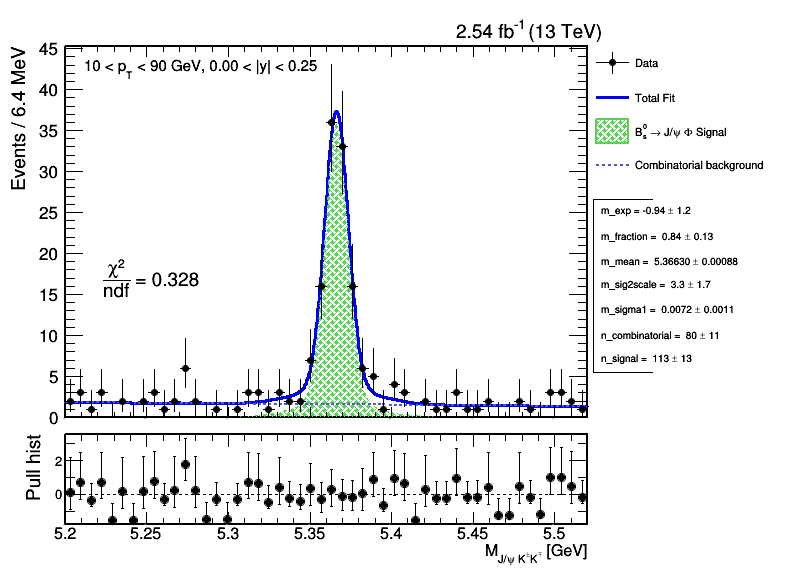 2.54 fb⁻¹ (13 TeV)
Events / 6.4 MeV
10 < p_T < 90 GeV, 0.00 < |y| < 0.25
45
40
35
30
25
20
15
10
5
0
χ²/ndf = 0.328
Data
Total Fit
B⁰ₛ → J/ψ Φ Signal
Combinatorial background
m_exp = -0.94 ± 1.2
m_fraction = 0.84 ± 0.13
m_mean = 5.36630 ± 0.00088
m_sig2scale = 3.3 ± 1.7
m_sigma1 = 0.0072 ± 0.0011
n_combinatorial = 80 ± 11
n_signal = 113 ± 13
Pull hist
2
0
5.2 5.25 5.3 5.35 5.4 5.45 5.5
M_J/ψ K^±K^∓ [GeV]